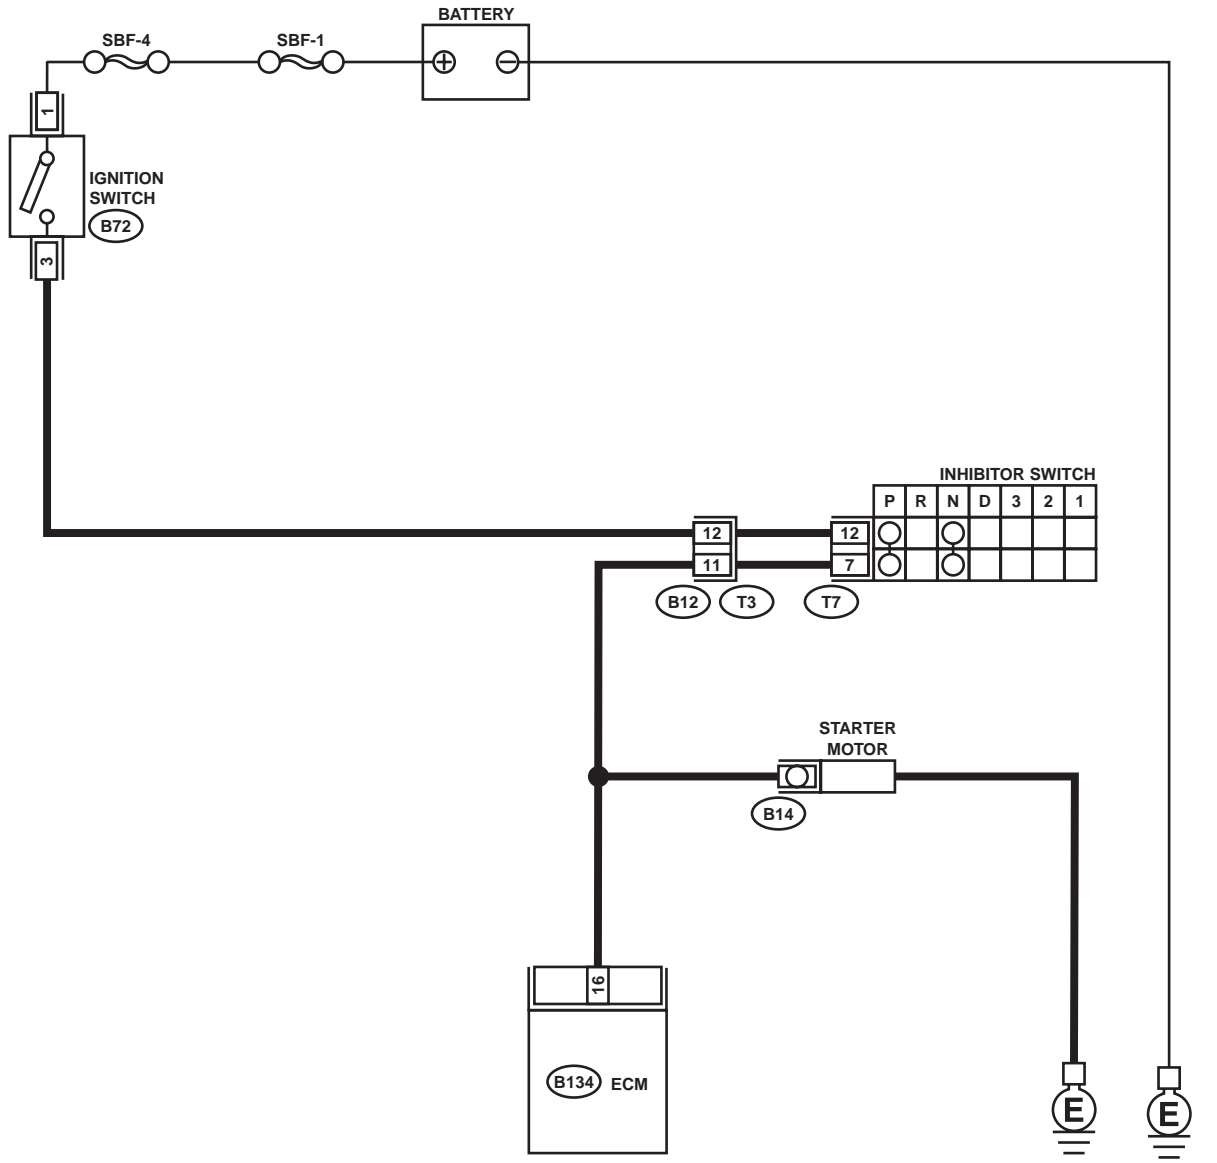 BATTERY
SBF-4
SBF-1
1
IGNITION
SWITCH
B72
3
INHIBITOR SWITCH
P R N D 3 2 1
12 12
11 7
B12 T3 T7
STARTER
MOTOR
B14
16
B134 ECM
E E